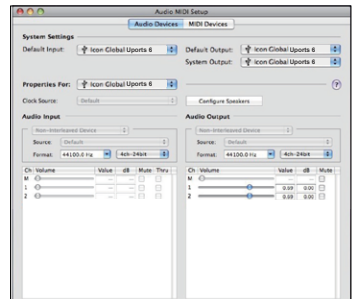 Audio MIDI Setup
Audio Devices MIDI Devices
System Settings
Default Input: Icon Global Uports 6 Default Output: Icon Global Uports 6
System Output: Icon Global Uports 6
Properties For: Icon Global Uports 6 ?
Clock Source: Default Configure Speakers
Audio Input Audio Output
Non-Interleaved Device Non-Interleaved Device
Source: Default Source: Default
Format: 44100.0 Hz 4ch-24bit Format: 44100.0 Hz 4ch-24bit
Ch Volume Value dB Mute Thru Ch Volume Value dB Mute
M M
1 1 0.69 0.00
2 2 0.69 0.00